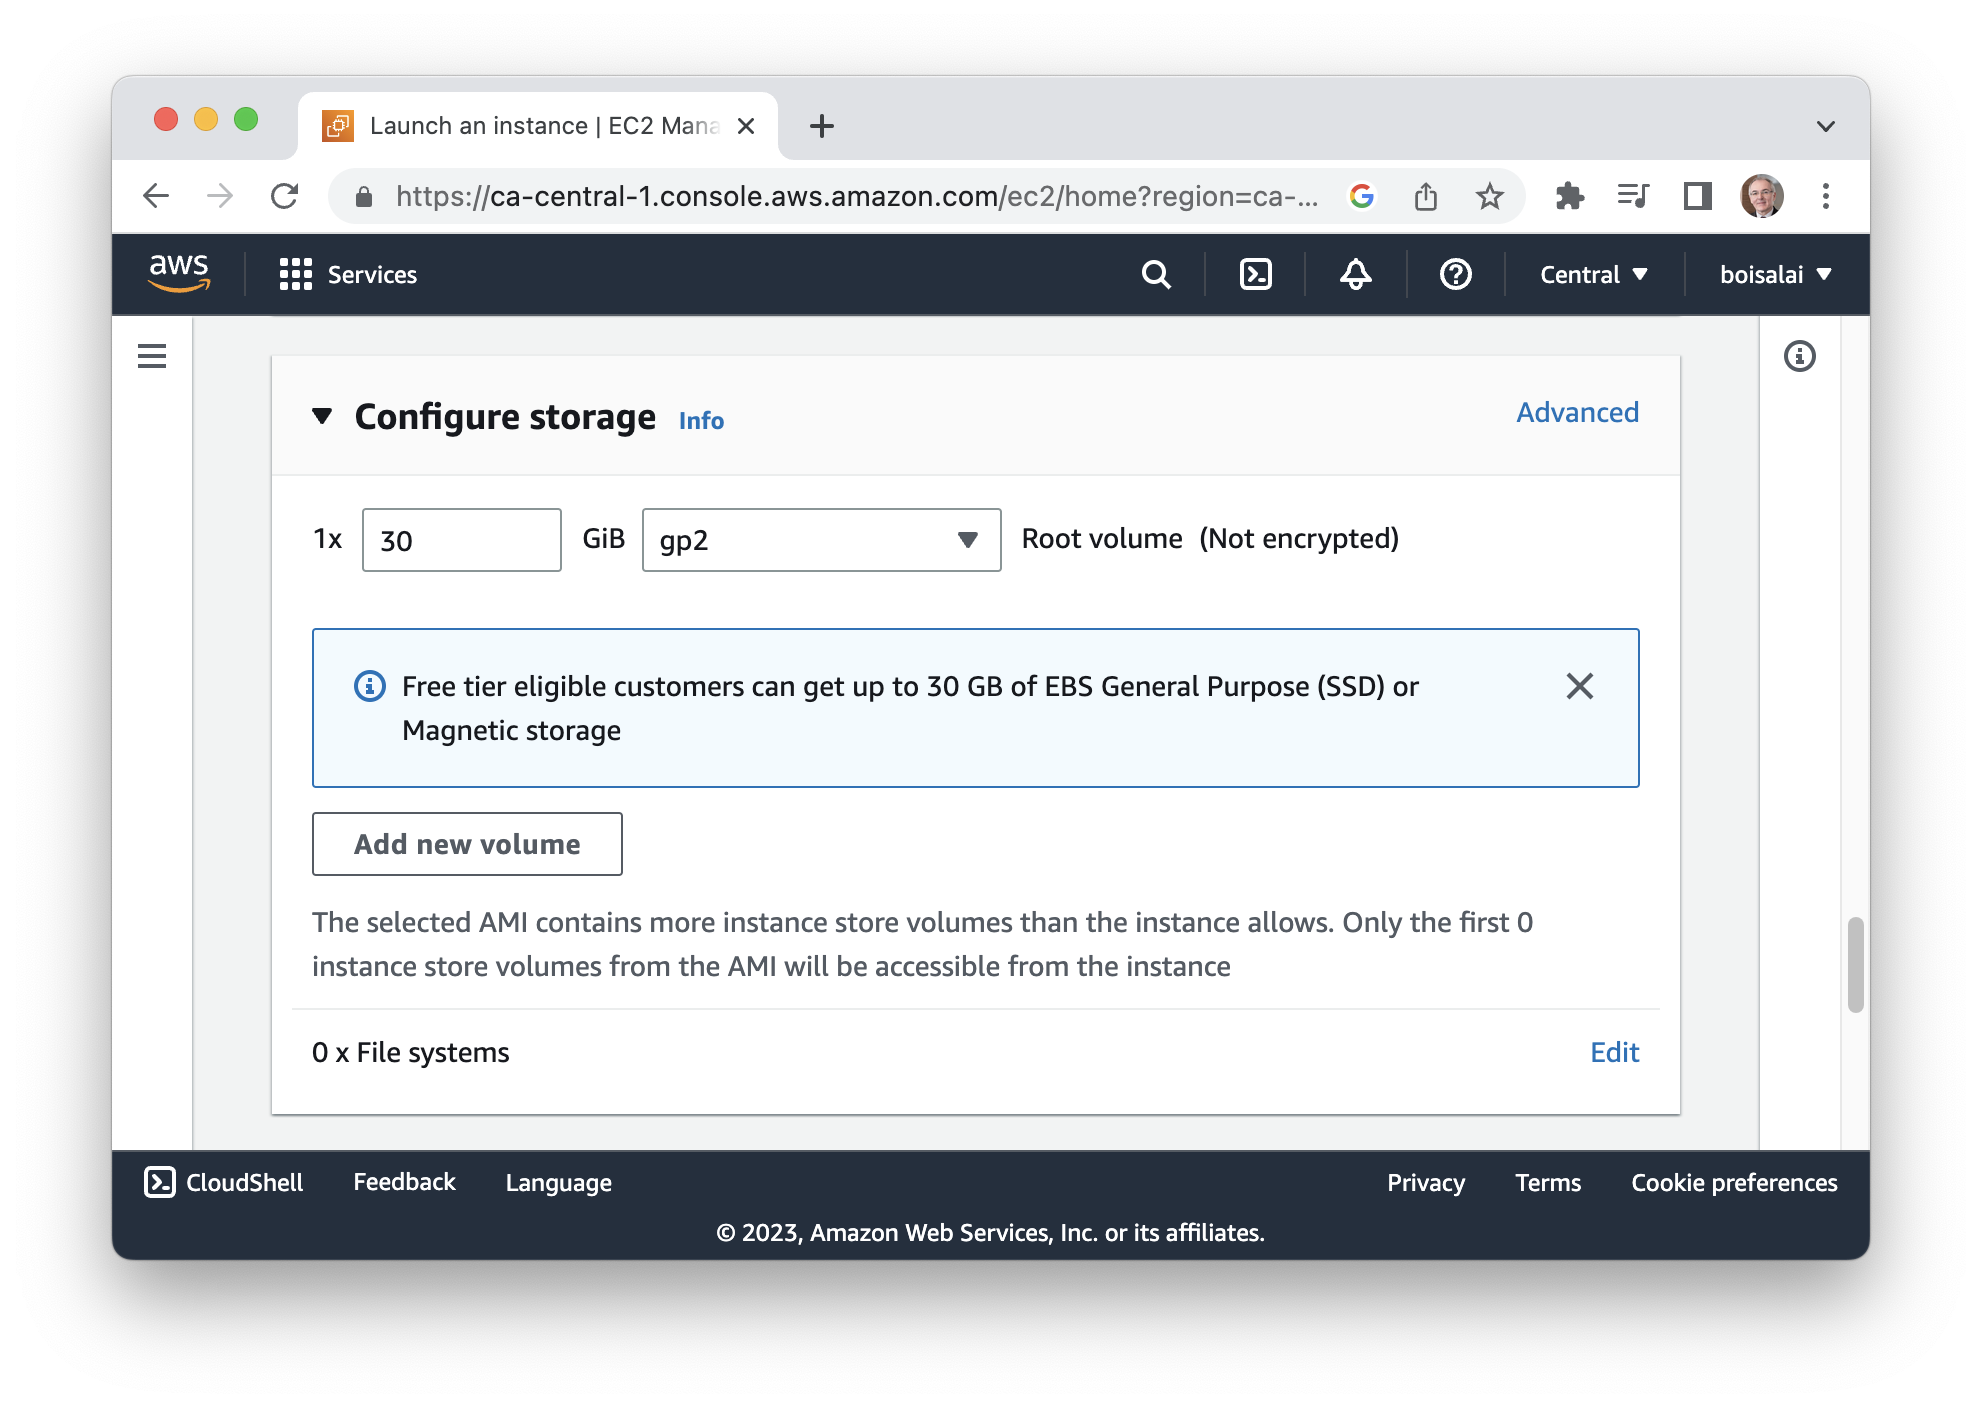 Launch an instance | EC2 Mana
https://ca-central-1.console.aws.amazon.com/ec2/home?region=ca-...
aws
Services
Central
boisalai
Configure storage Info
Advanced
1x 30 GiB gp2 Root volume (Not encrypted)
Free tier eligible customers can get up to 30 GB of EBS General Purpose (SSD) or
Magnetic storage
Add new volume
The selected AMI contains more instance store volumes than the instance allows. Only the first 0
instance store volumes from the AMI will be accessible from the instance
0 x File systems
Edit
CloudShell Feedback Language Privacy Terms Cookie preferences
© 2023, Amazon Web Services, Inc. or its affiliates.